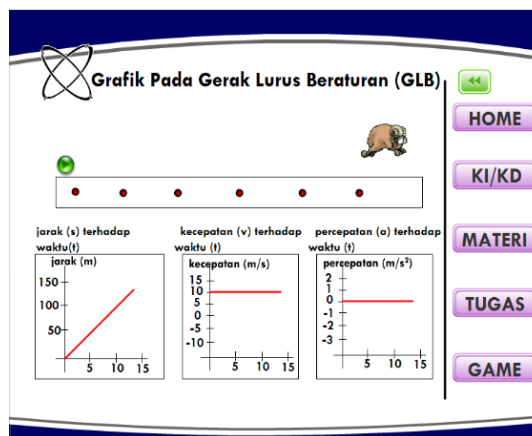 Grafik Pada Gerak Lurus Beraturan (GLB)
HOME
KI/KD
MATERI
TUGAS
GAME
jarak (s) terhadap
waktu(t)
jarak (m)
150
100
50
5 10 15
kecepatan (v) terhadap
waktu (t)
kecepatan (m/s)
15
10
5
0
-5
-10
5 10 15
percepatan (a) terhadap
waktu (t)
percepatan (m/s²)
2
1
0
-1
-2
-3
5 10 15